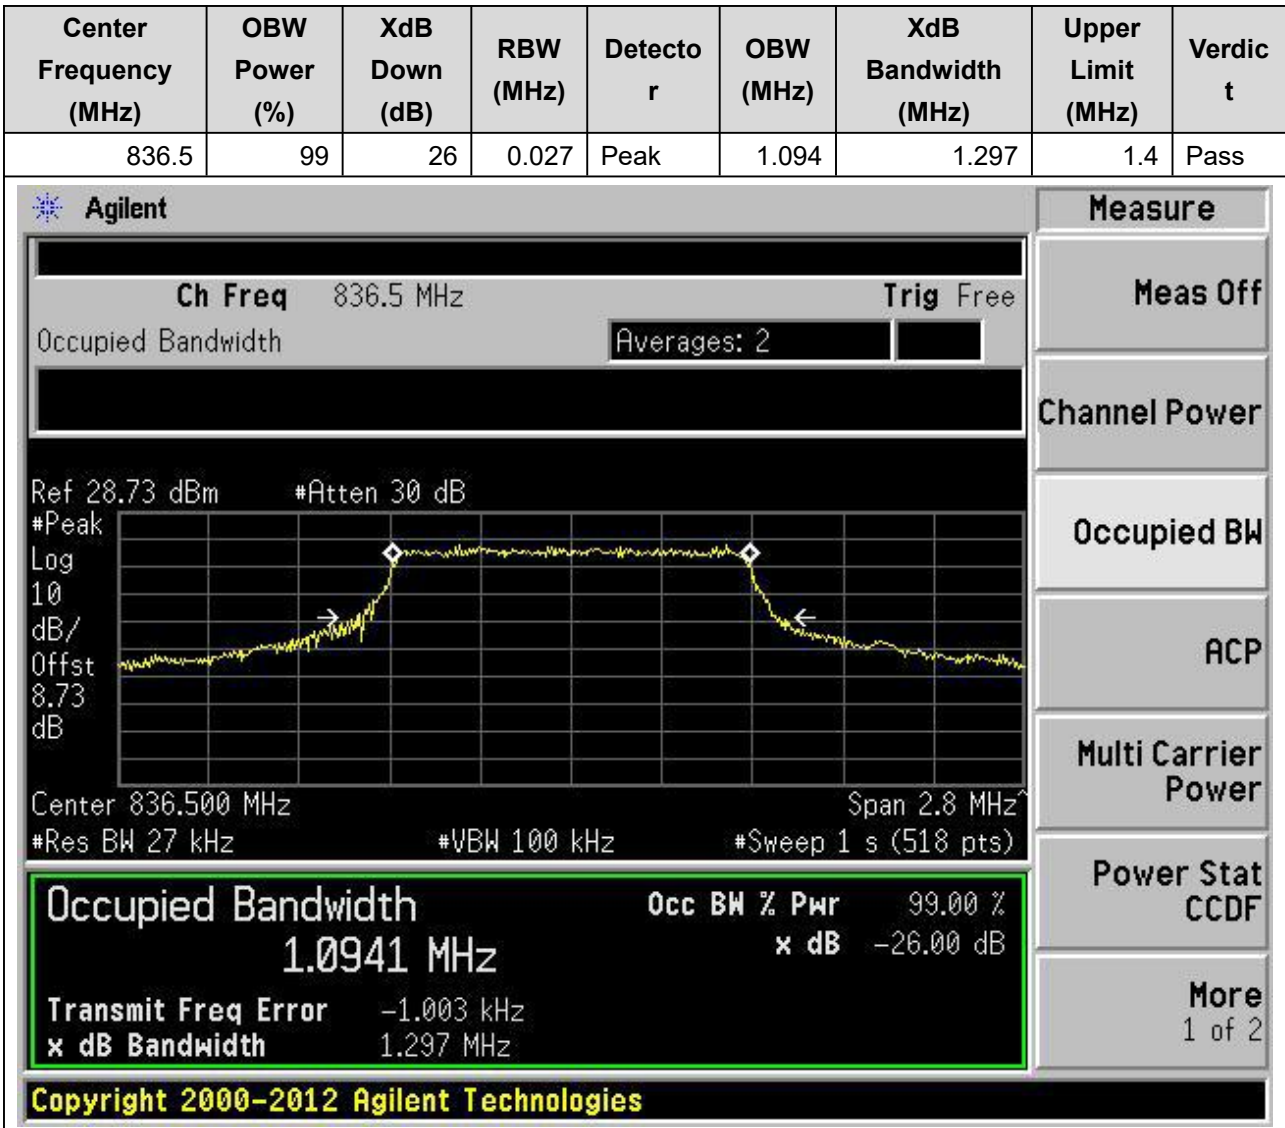 Center Frequency (MHz) OBW Power (%) XdB Down (dB) RBW (MHz) Detecto r OBW (MHz) XdB Bandwidth (MHz) Upper Limit (MHz) Verdic t
836.5 99 26 0.027 Peak 1.094 1.297 1.4 Pass
Agilent Measure
Ch Freq 836.5 MHz Trig Free
Meas Off
Occupied Bandwidth Averages: 2
Channel Power
Ref 28.73 dBm #Atten 30 dB
#Peak
Log
10
dB/
Offst
8.73
dB
Occupied BW
ACP
Multi Carrier
Power
Center 836.500 MHz Span 2.8 MHz^
#Res BW 27 kHz #VBW 100 kHz #Sweep 1 s (518 pts)
Power Stat
CCDF
Occupied Bandwidth
1.0941 MHz
Occ BW % Pwr 99.00 %
x dB -26.00 dB
Transmit Freq Error -1.003 kHz
x dB Bandwidth 1.297 MHz
More
1 of 2
Copyright 2000-2012 Agilent Technologies